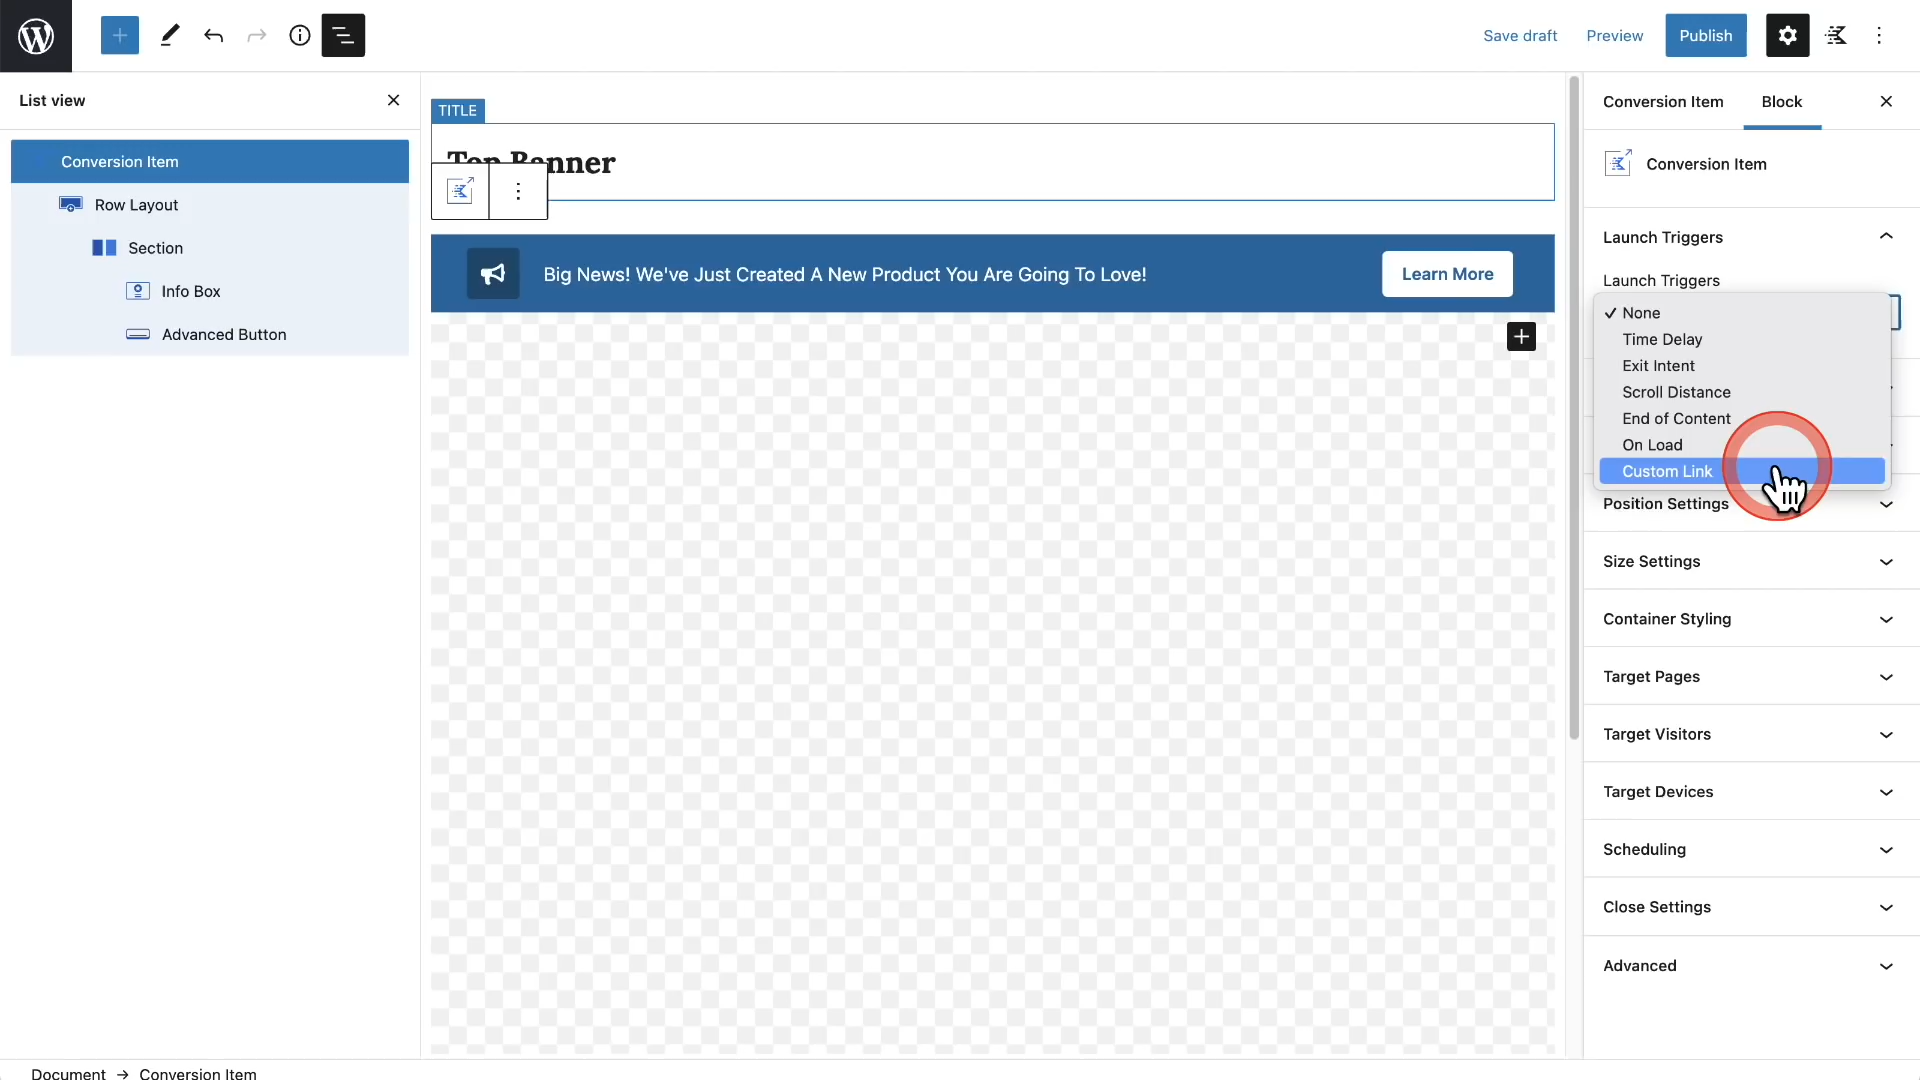 Save draft
Preview
Publish
List view
Conversion Item
Row Layout
Section
Info Box
Advanced Button
TITLE
Top Banner
Big News! We've Just Created A New Product You Are Going To Love!
Learn More
Conversion Item
Block
Conversion Item
Launch Triggers
Launch Triggers
None
Time Delay
Exit Intent
Scroll Distance
End of Content
On Load
Custom Link
Position Settings
Size Settings
Container Styling
Target Pages
Target Visitors
Target Devices
Scheduling
Close Settings
Advanced
Document → Conversion Item